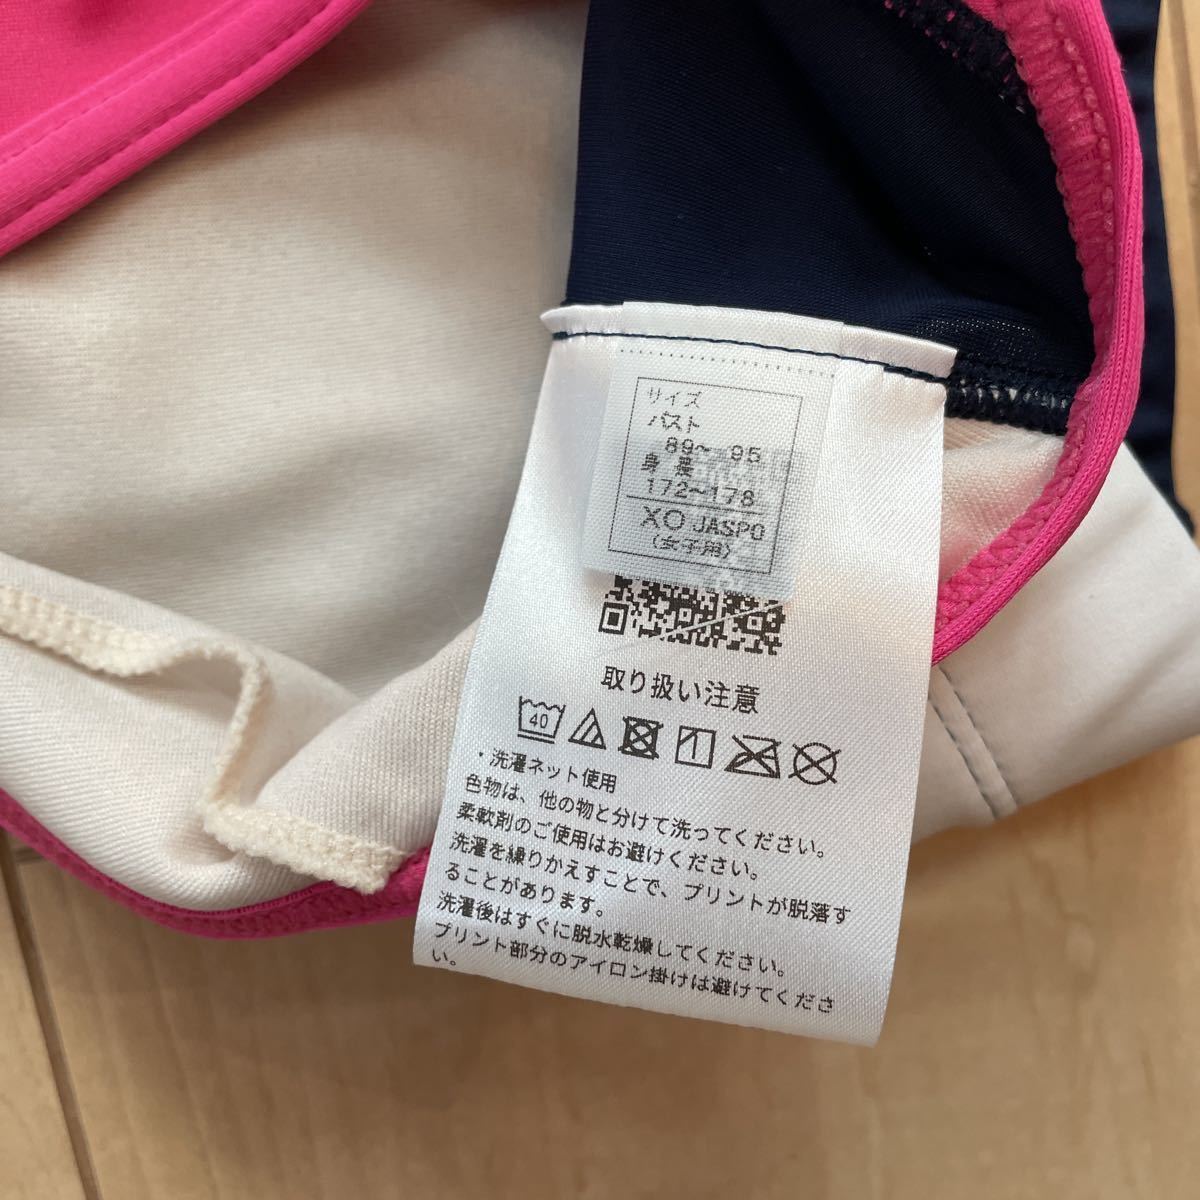 サイズ
バスト
89〜 95
身 長
172〜178
XO JASPO
(女子用)
取り扱い注意
40
・洗濯ネット使用
色物は、他の物と分けて洗ってください。
柔軟剤のご使用はお避けください。
洗濯を繰りかえすことで、プリントが脱落す
ることがあります。
洗濯後はすぐに脱水乾燥してください。
プリント部分のアイロン掛けは避けてくださ
い。